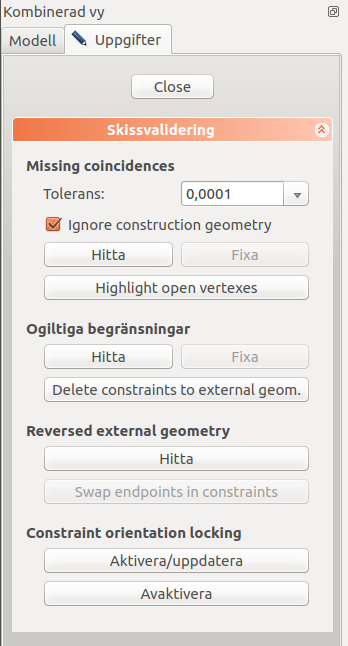 Kombinerad vy
Modell
Uppgifter
Close
Skissvalidering
Missing coincidences
Tolerans:
0,0001
Ignore construction geometry
Hitta
Fixa
Highlight open vertexes
Ogiltiga begränsningar
Hitta
Fixa
Delete constraints to external geom.
Reversed external geometry
Hitta
Swap endpoints in constraints
Constraint orientation locking
Aktivera/uppdatera
Avaktivera